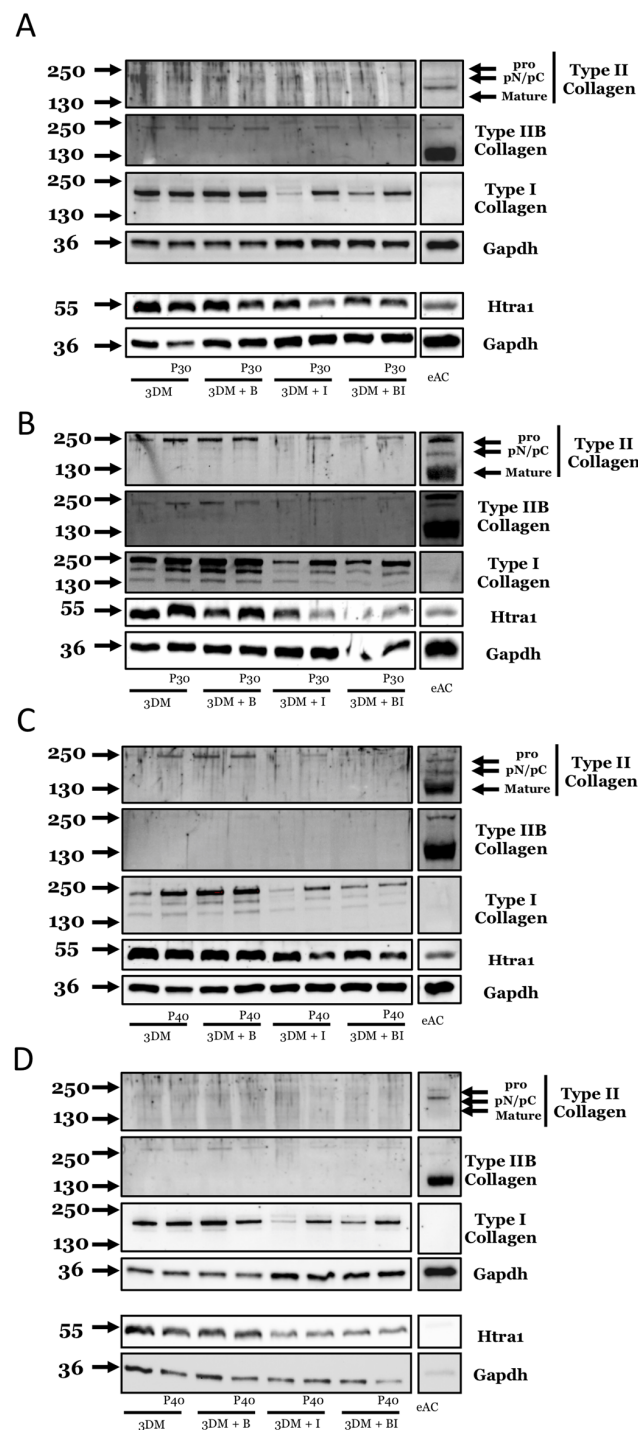 A
250
130
pro
pN/pC
Mature
Type II
Collagen
250
130
Type IIB
Collagen
250
130
Type I
Collagen
36
Gapdh
55
Htra1
36
Gapdh
P30 P30 P30 P30
3DM 3DM + B 3DM + I 3DM + BI eAC
B
250
130
pro
pN/pC
Mature
Type II
Collagen
250
130
Type IIB
Collagen
250
130
Type I
Collagen
55
Htra1
36
Gapdh
P30 P30 P30 P30
3DM 3DM + B 3DM + I 3DM + BI eAC
C
250
130
pro
pN/pC
Mature
Type II
Collagen
250
130
Type IIB
Collagen
250
130
Type I
Collagen
55
Htra1
36
Gapdh
P40 P40 P40 P40
3DM 3DM + B 3DM + I 3DM + BI eAC
D
250
130
pro
pN/pC
Mature
Type II
Collagen
250
130
Type IIB
Collagen
250
130
Type I
Collagen
36
Gapdh
55
Htra1
36
Gapdh
P40 P40 P40 P40
3DM 3DM + B 3DM + I 3DM + BI eAC